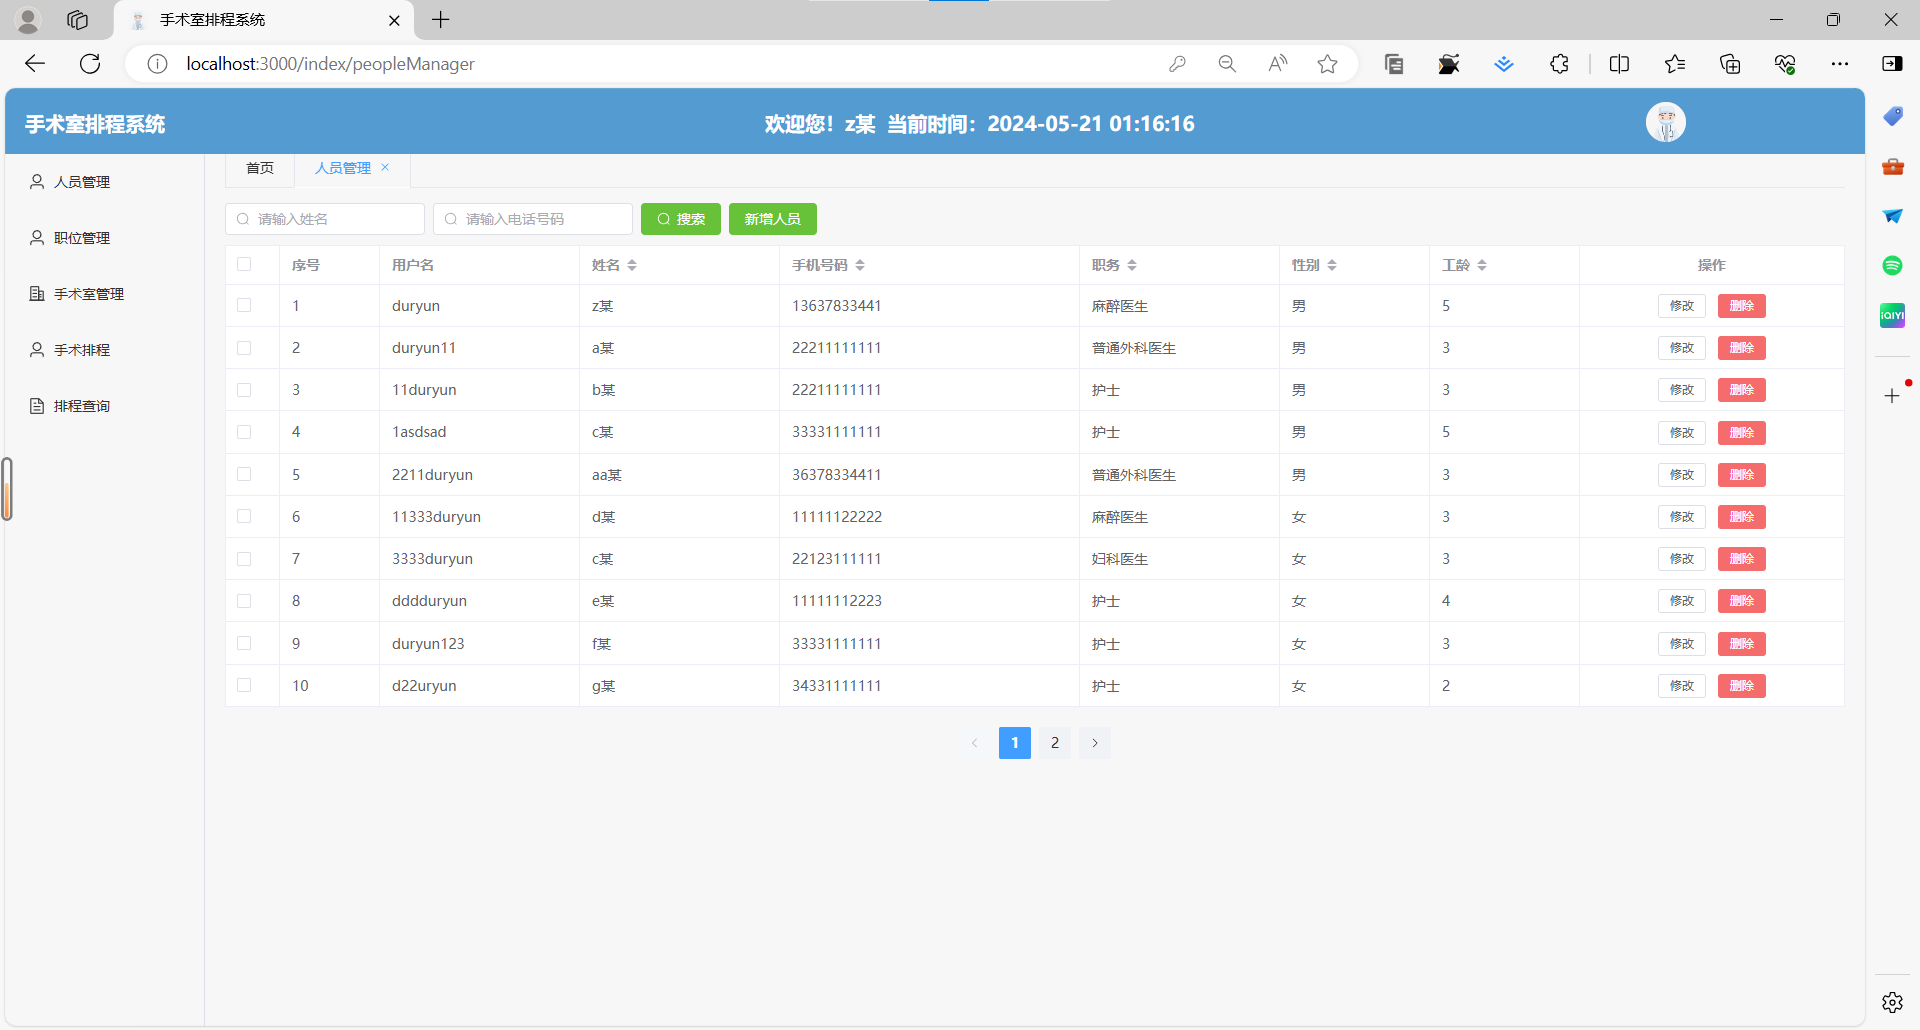 手术室排程系统
localhost:3000/index/peopleManager
手术室排程系统
欢迎您！z某 当前时间：2024-05-21 01:16:16
首页 人员管理
人员管理
职位管理
手术室管理
手术排程
排程查询
请输入姓名 请输入电话号码 搜索 新增人员
序号 用户名 姓名 手机号码 职务 性别 工龄 操作
1 duryun z某 13637833441 麻醉医生 男 5 修改 删除
2 duryun11 a某 22211111111 普通外科医生 男 3 修改 删除
3 11duryun b某 22211111111 护士 男 3 修改 删除
4 1asdsad c某 33331111111 护士 男 5 修改 删除
5 2211duryun aa某 36378334411 普通外科医生 男 3 修改 删除
6 11333duryun d某 11111122222 麻醉医生 女 3 修改 删除
7 3333duryun c某 22123111111 妇科医生 女 3 修改 删除
8 dddduryun e某 11111112223 护士 女 4 修改 删除
9 duryun123 f某 33331111111 护士 女 3 修改 删除
10 d22uryun g某 34331111111 护士 女 2 修改 删除
1 2
iQIYI